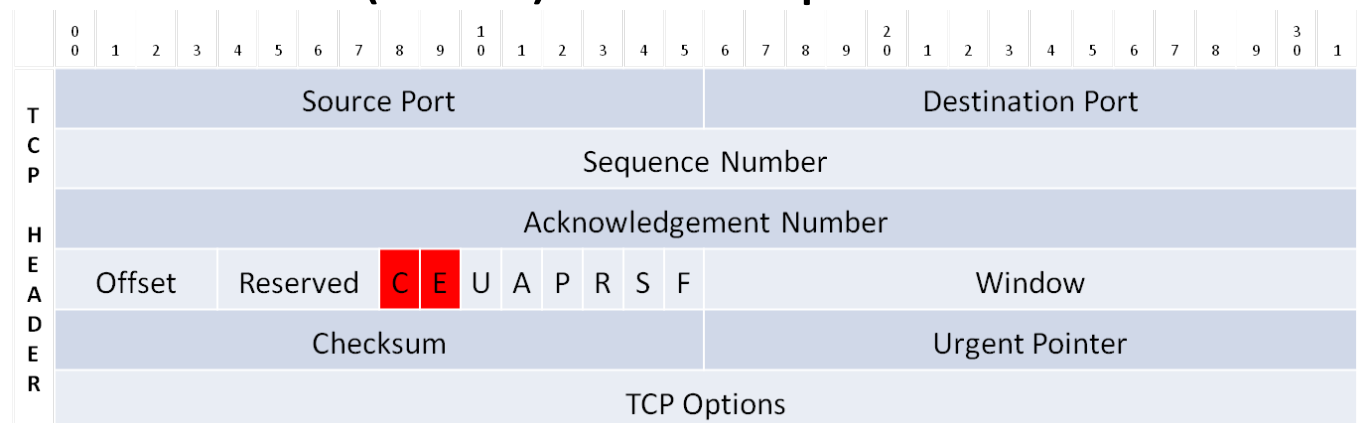 0 1 2 3 4 5 6 7 8 9 1 1 2 3 4 5 6 7 8 9 2 1 2 3 4 5 6 7 8 9 3 1
0 0 0 0
Source Port Destination Port
Sequence Number
Acknowledgement Number
Offset Reserved C E U A P R S F Window
Checksum Urgent Pointer
TCP Options
TCP HEADER